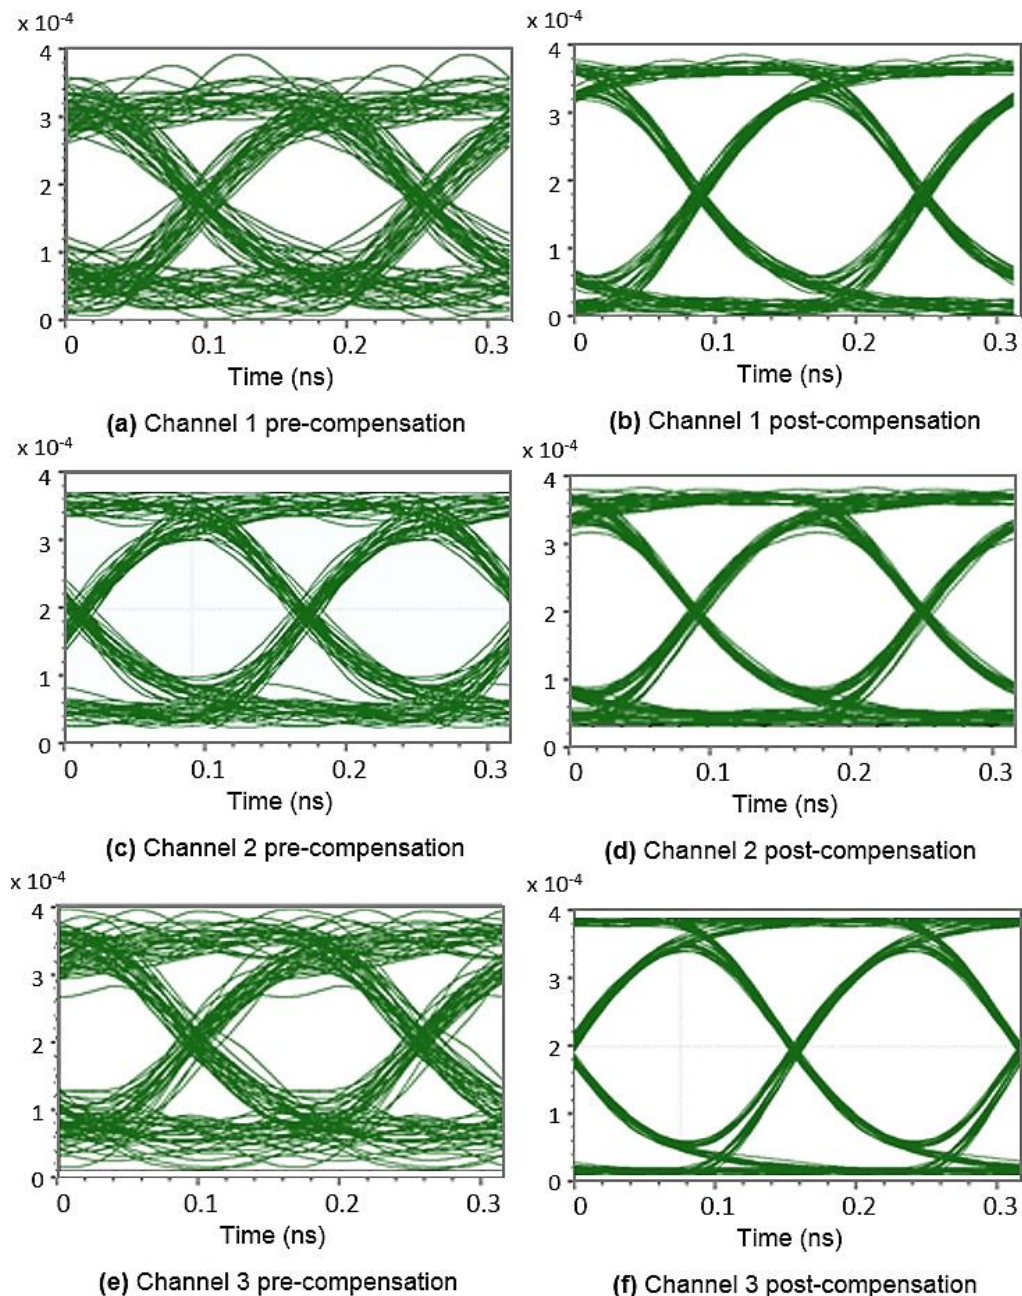 x 10⁻⁴
4
3
2
1
0
0 0.1 0.2 0.3
Time (ns)
(a) Channel 1 pre-compensation
x 10⁻⁴
4
3
2
1
0
0 0.1 0.2 0.3
Time (ns)
(b) Channel 1 post-compensation
x 10⁻⁴
4
3
2
1
0
0 0.1 0.2 0.3
Time (ns)
(c) Channel 2 pre-compensation
x 10⁻⁴
4
3
2
1
0
0 0.1 0.2 0.3
Time (ns)
(d) Channel 2 post-compensation
x 10⁻⁴
4
3
2
1
0
0 0.1 0.2 0.3
Time (ns)
(e) Channel 3 pre-compensation
x 10⁻⁴
4
3
2
1
0
0 0.1 0.2 0.3
Time (ns)
(f) Channel 3 post-compensation